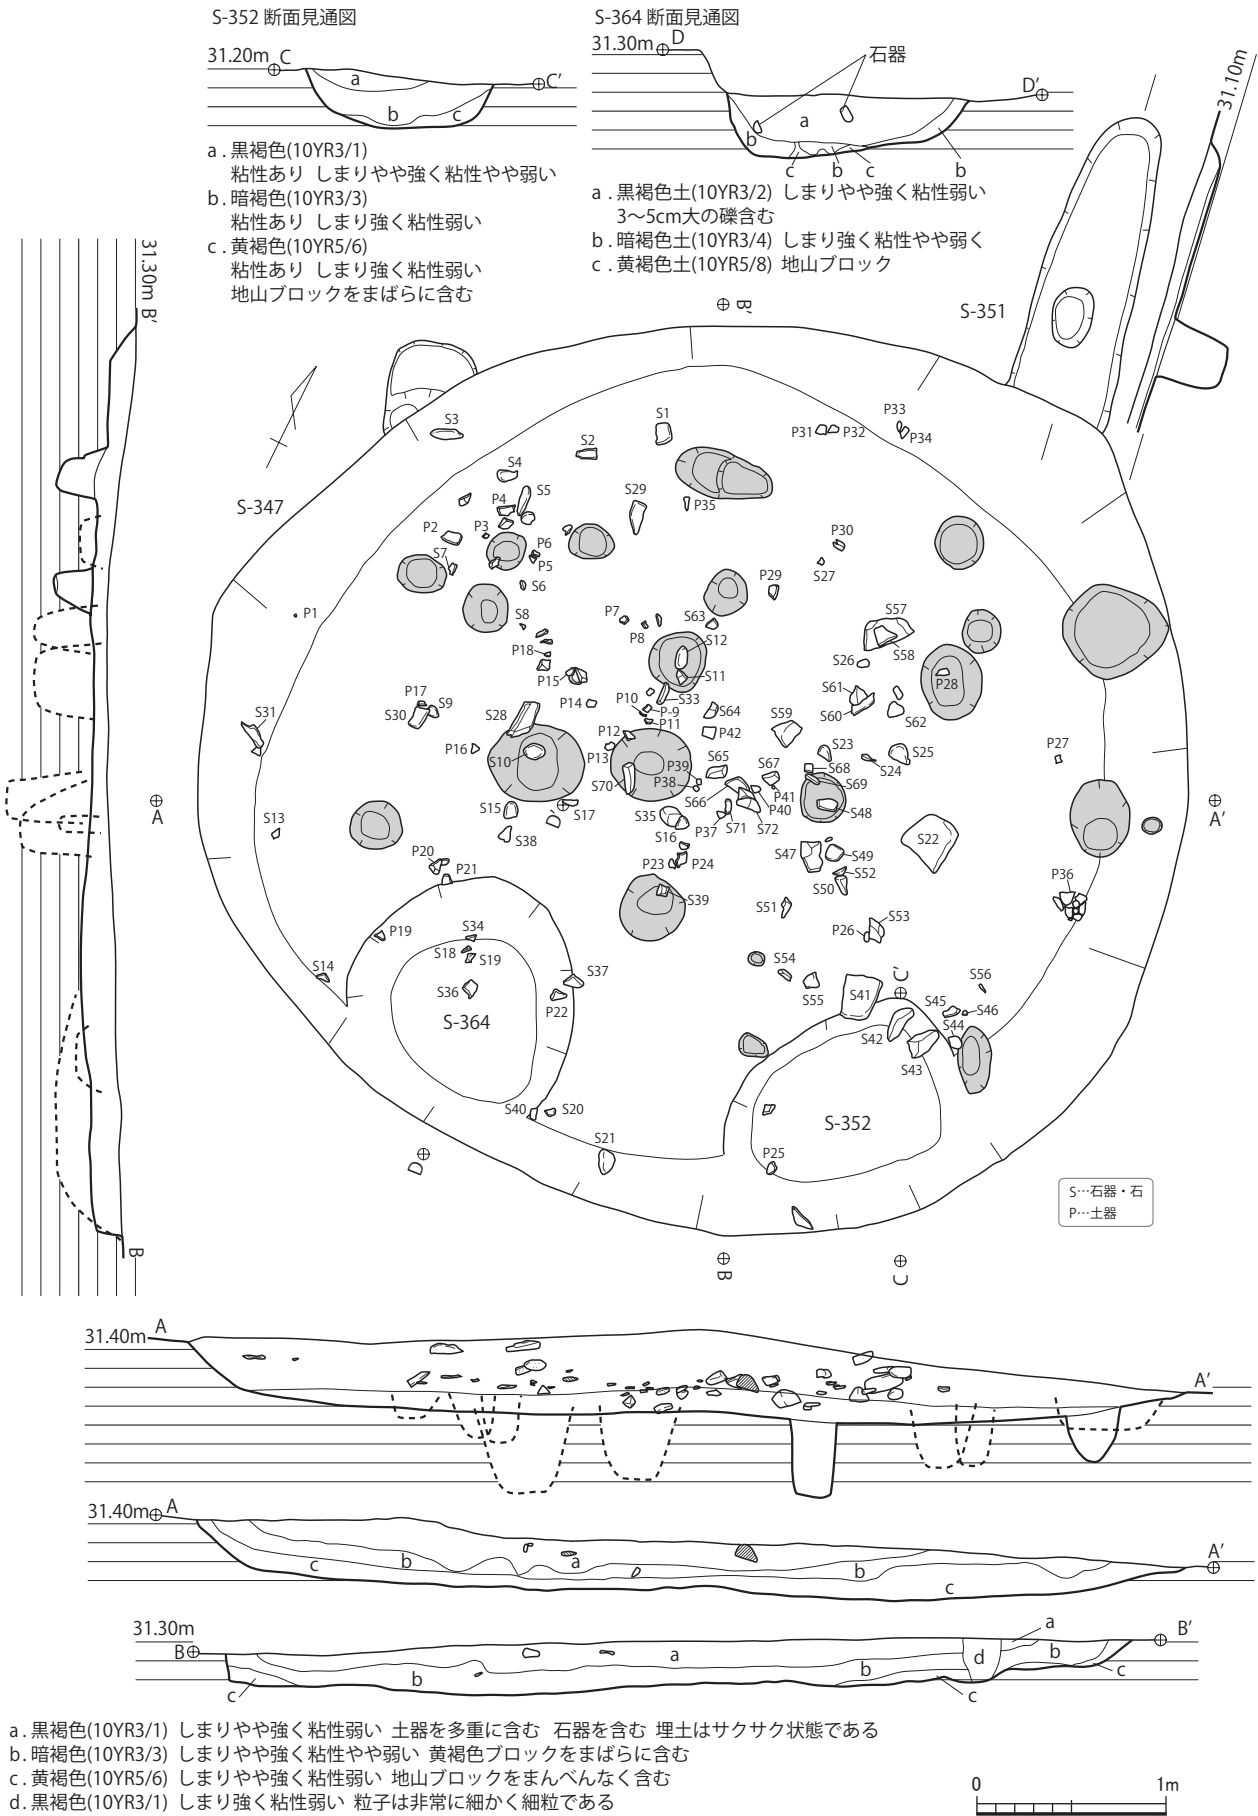 S-352 断面見通図
31.20m C
C'
a
b
c
a . 黒褐色(10YR3/1)
粘性あり しまりやや強く粘性やや弱い
b . 暗褐色(10YR3/3)
粘性あり しまり強く粘性弱い
c . 黄褐色(10YR5/6)
粘性あり しまり強く粘性弱い
地山ブロックをまばらに含む
S-364 断面見通図
31.30m D
石器
D'
a
b
c b c b
a . 黒褐色土(10YR3/2) しまりやや強く粘性弱い
3〜5cm大の礫含む
b . 暗褐色土(10YR3/4) しまり強く粘性やや弱く
c . 黄褐色土(10YR5/8) 地山ブロック
31.10m
31.30m B'
B'
S-351
S3
S1
P33
P31 P32
P34
S2
S4
S5
S29
S-347
P4
P35
P2
P3
P30
P6
S7
P5
S27
P29
S6
P1
P7
S63
S57
S8
P8
S12
P18
S58
S26
P15
S11
P28
P17
S9
P14
P10
S33
S61
S30
P-9
S64
S60
S62
S31
S28
P11
P12
P42
S59
S23
S25
P16
P13
S65
S67
P27
S10
P39
S68
S24
S70
P38
S69
P41
S66
P40
A
S15
S17
S35
S48
A'
D'
S13
S16
P37
S71
S72
S38
S22
P20
S47
S49
P23
P24
P21
S52
P36
S50
S39
S51
P19
S34
S53
P26
S18
S19
S14
S37
S54
C'
S56
S36
S55
S41
P22
S45
S46
S-364
S44
S42
S43
S40
S20
S-352
S21
P25
D
S…石器・石
P…土器
B
B
C
31.40m A
A'
31.40m A
A'
c
b
a
b
c
31.30m
B
B'
a
a
b
b
d
b
c
c
c
a . 黒褐色(10YR3/1) しまりやや強く粘性弱い 土器を多重に含む 石器を含む 埋土はサクサク状態である
b . 暗褐色(10YR3/3) しまりやや強く粘性やや弱い 黄褐色ブロックをまばらに含む
c . 黄褐色(10YR5/6) しまりやや強く粘性弱い 地山ブロックをまんべんなく含む
d . 黒褐色(10YR3/1) しまり強く粘性弱い 粒子は非常に細かく細粒である
0 1m